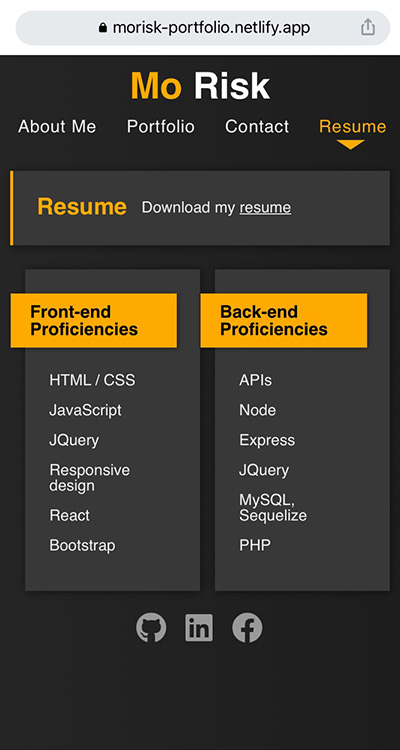 morisk-portfolio.netlify.app
Mo Risk
About Me Portfolio Contact Resume
Resume Download my resume
Front-end
Proficiencies
HTML / CSS
JavaScript
JQuery
Responsive
design
React
Bootstrap
Back-end
Proficiencies
APIs
Node
Express
JQuery
MySQL,
Sequelize
PHP
in